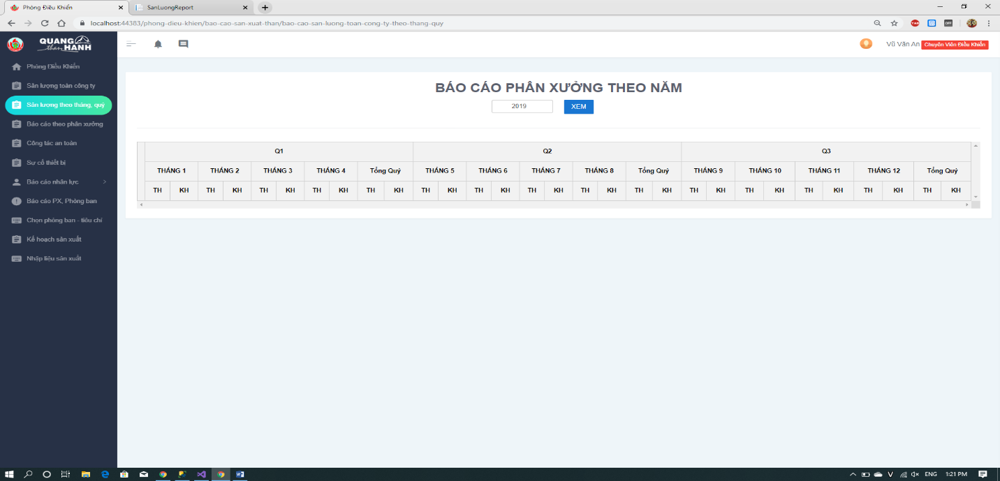 Phòng Điều Khiển
SanLuongReport
localhost:44383/phong-dieu-khien/bao-cao-san-xuat-than/bao-cao-san-luong-toan-cong-ty-theo-thang-quy
QUANG HANH
than
Vũ Văn An Chuyên Viên Điều Khiển
Phòng Điều Khiển
Sản lượng toàn công ty
Sản lượng theo tháng, quý
Báo cáo theo phân xưởng
Công tác an toàn
Sự cố thiết bị
Báo cáo nhân lực
Báo cáo PX, Phòng ban
Chọn phòng ban - tiêu chí
Kế hoạch sản xuất
Nhập liệu sản xuất
BÁO CÁO PHÂN XƯỞNG THEO NĂM
2019 XEM
Q1 Q2 Q3
THÁNG 1 THÁNG 2 THÁNG 3 THÁNG 4 Tổng Quý THÁNG 5 THÁNG 6 THÁNG 7 THÁNG 8 Tổng Quý THÁNG 9 THÁNG 10 THÁNG 11 THÁNG 12 Tổng Quý
TH KH TH KH TH KH TH KH TH KH TH KH TH KH TH KH TH KH TH KH TH KH TH KH TH KH TH KH TH KH
ENG 1:21 PM